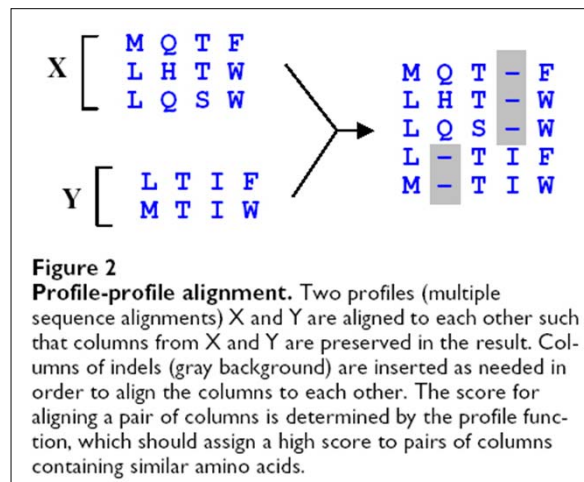 X
M Q T F
L H T W
L Q S W
Y
L T I F
M T I W
M Q T – F
L H T – W
L Q S – W
L – T I F
M – T I W
Figure 2
Profile-profile alignment. Two profiles (multiple
sequence alignments) X and Y are aligned to each other such
that columns from X and Y are preserved in the result. Col-
umns of indels (gray background) are inserted as needed in
order to align the columns to each other. The score for
aligning a pair of columns is determined by the profile func-
tion, which should assign a high score to pairs of columns
containing similar amino acids.